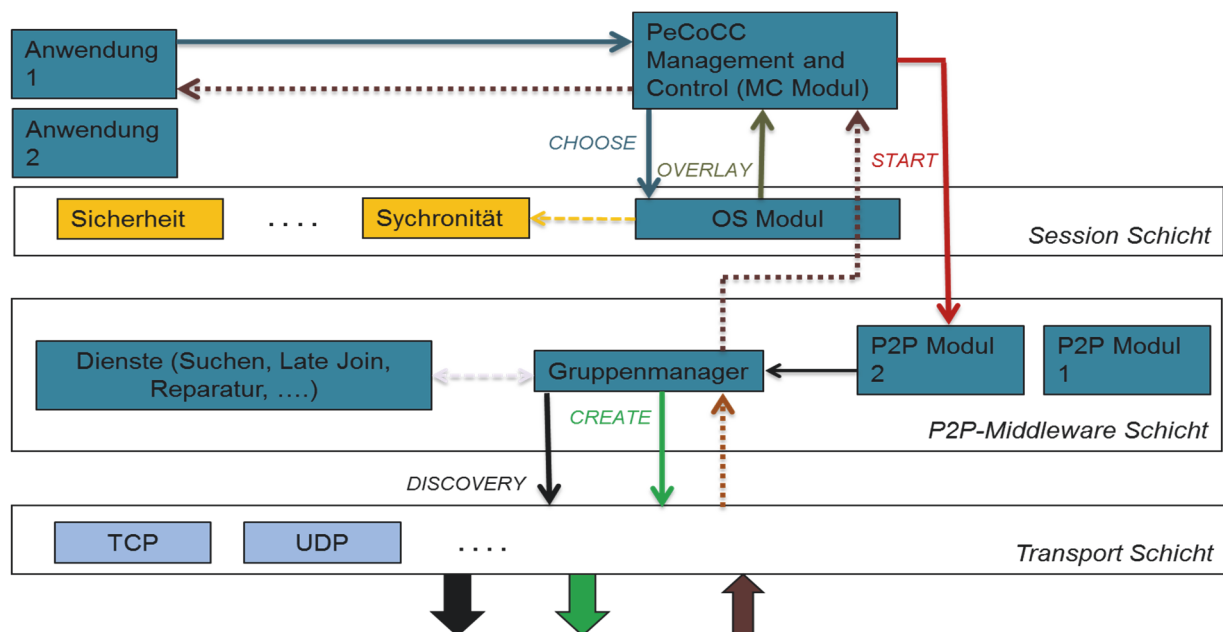 Anwendung
1
PeCoCC
Management and
Control (MC Modul)
Anwendung
2
CHOOSE
OVERLAY
START
Sicherheit
. . . .
Sychronität
OS Modul
Session Schicht
Dienste (Suchen, Late Join,
Reparatur, ….)
Gruppenmanager
P2P Modul
2
P2P Modul
1
CREATE
P2P-Middleware Schicht
DISCOVERY
TCP
UDP
. . . .
Transport Schicht